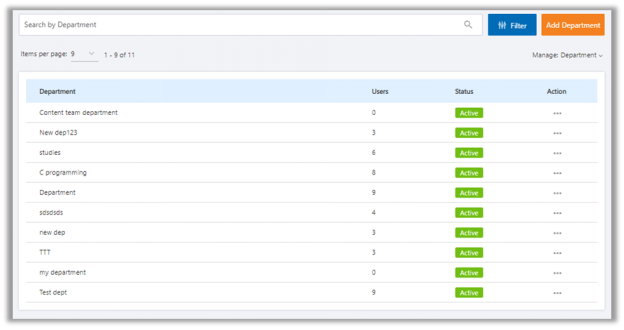 Search by Department Filter Add Department
Items per page: 9 1 - 9 of 11 Manage: Department
Department Users Status Action
Content team department 0 Active ...
New dep123 3 Active ...
studies 6 Active ...
C programming 8 Active ...
Department 9 Active ...
sdsdsds 4 Active ...
new dep 3 Active ...
TTT 3 Active ...
my department 0 Active ...
Test dept 9 Active ...